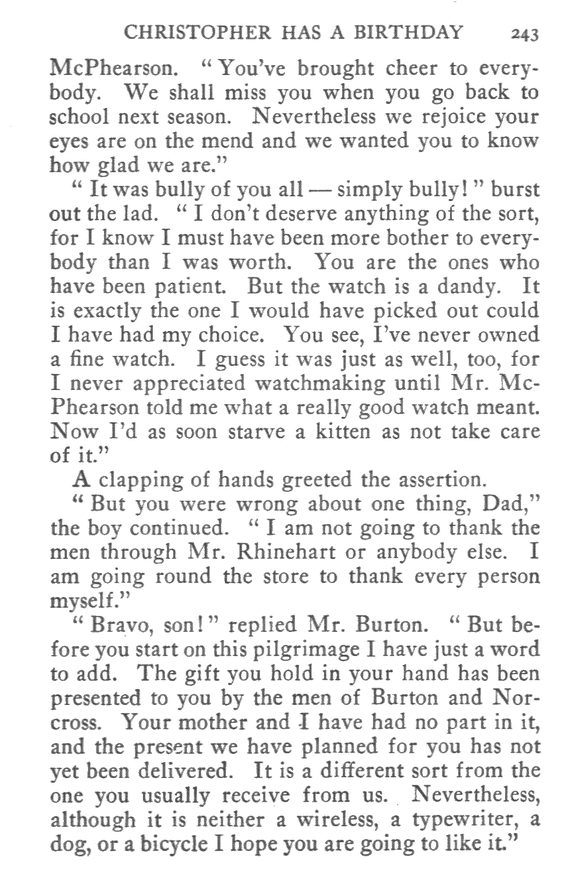 CHRISTOPHER HAS A BIRTHDAY 243
McPhearson. “ You’ve brought cheer to every-
body. We shall miss you when you go back to
school next season. Nevertheless we rejoice your
eyes are on the mend and we wanted you to know
how glad we are.”
“ It was bully of you all — simply bully! ” burst
out the lad. “ I don’t deserve anything of the sort,
for I know I must have been more bother to every-
body than I was worth. You are the ones who
have been patient. But the watch is a dandy. It
is exactly the one I would have picked out could
I have had my choice. You see, I’ve never owned
a fine watch. I guess it was just as well, too, for
I never appreciated watchmaking until Mr. Mc-
Phearson told me what a really good watch meant.
Now I’d as soon starve a kitten as not take care
of it.”
A clapping of hands greeted the assertion.
“ But you were wrong about one thing, Dad,”
the boy continued. “ I am not going to thank the
men through Mr. Rhinehart or anybody else. I
am going round the store to thank every person
myself.”
“ Bravo, son! ” replied Mr. Burton. “ But be-
fore you start on this pilgrimage I have just a word
to add. The gift you hold in your hand has been
presented to you by the men of Burton and Nor-
cross. Your mother and I have had no part in it,
and the present we have planned for you has not
yet been delivered. It is a different sort from the
one you usually receive from us. Nevertheless,
although it is neither a wireless, a typewriter, a
dog, or a bicycle I hope you are going to like it.”